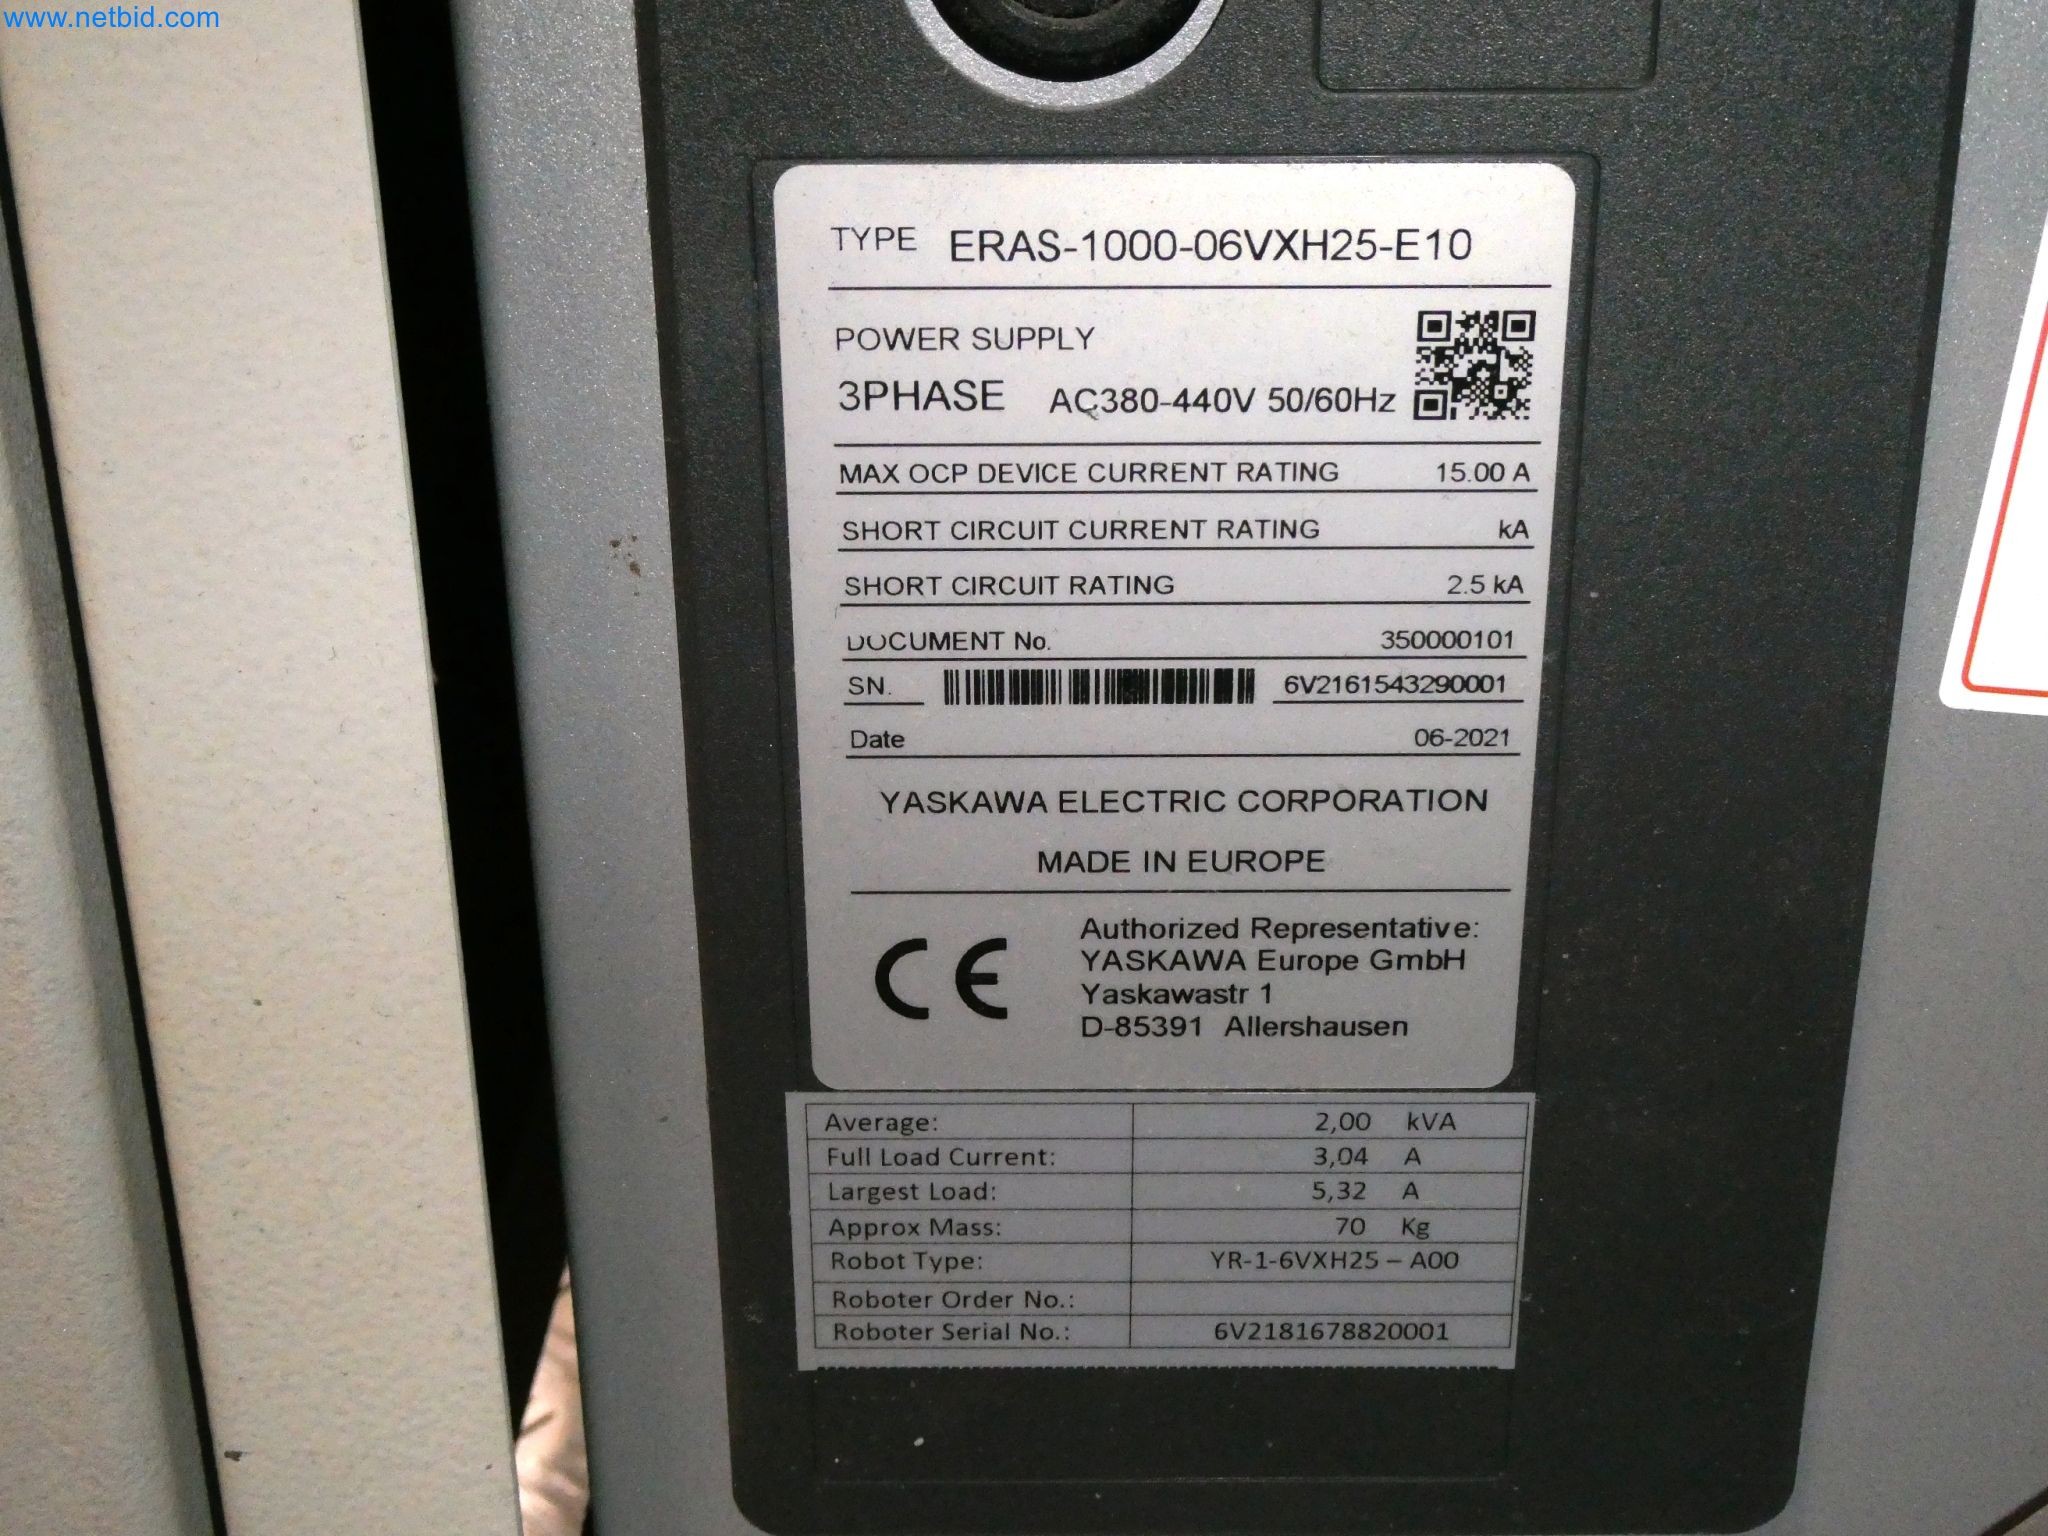 www.netbid.com
TYPE ERAS-1000-06VXH25-E10
POWER SUPPLY
3PHASE AC380-440V 50/60Hz
MAX OCP DEVICE CURRENT RATING 15.00 A
SHORT CIRCUIT CURRENT RATING kA
SHORT CIRCUIT RATING 2.5 kA
DOCUMENT No. 350000101
SN. 6V2161543290001
Date 06-2021
YASKAWA ELECTRIC CORPORATION
MADE IN EUROPE
CE
Authorized Representative:
YASKAWA Europe GmbH
Yaskawastr 1
D-85391 Allershausen
Average: 2,00 kVA
Full Load Current: 3,04 A
Largest Load: 5,32 A
Approx Mass: 70 Kg
Robot Type: YR-1-6VXH25 – A00
Roboter Order No.:
Roboter Serial No.: 6V2181678820001